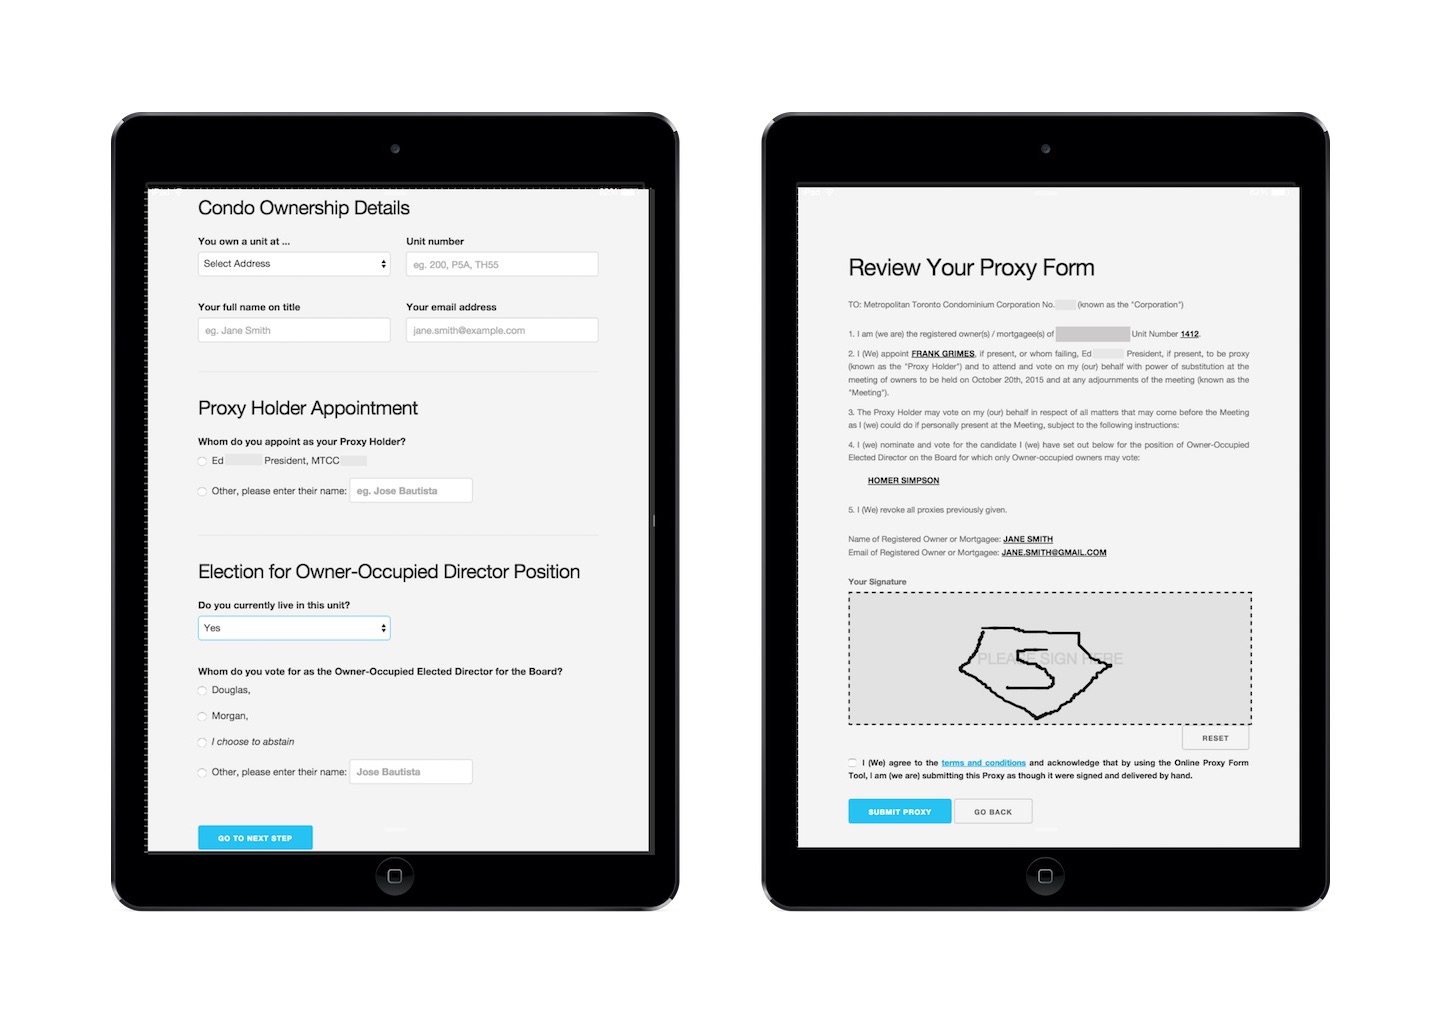 Condo Ownership Details
You own a unit at ... Unit number
Select Address eg. 200, P5A, TH55
Your full name on title Your email address
eg. Jane Smith jane.smith@example.com
Proxy Holder Appointment
Whom do you appoint as your Proxy Holder?
Ed President, MTCC
Other, please enter their name: eg. Jose Bautista
Election for Owner-Occupied Director Position
Do you currently live in this unit?
Yes
Whom do you vote for as the Owner-Occupied Elected Director for the Board?
Douglas,
Morgan,
I choose to abstain
Other, please enter their name: Jose Bautista
GO TO NEXT STEP
Review Your Proxy Form
TO: Metropolitan Toronto Condominium Corporation No. (known as the "Corporation")
1. I am (we are) the registered owner(s) / mortgagee(s) of Unit Number 1412.
2. I (We) appoint FRANK GRIMES, if present, or whom failing, Ed President, if present, to be proxy
(known as the "Proxy Holder") and to attend and vote on my (our) behalf with power of substitution at the
meeting of owners to be held on October 20th, 2015 and at any adjournments of the meeting (known as the
"Meeting").
3. The Proxy Holder may vote on my (our) behalf in respect of all matters that may come before the Meeting
as I (we) could do if personally present at the Meeting, subject to the following instructions:
4. I (we) nominate and vote for the candidate I (we) have set out below for the position of Owner-Occupied
Elected Director on the Board for which only Owner-occupied owners may vote:
HOMER SIMPSON
5. I (We) revoke all proxies previously given.
Name of Registered Owner or Mortgagee: JANE SMITH
Email of Registered Owner or Mortgagee: JANE.SMITH@GMAIL.COM
Your Signature
PLEASE SIGN HERE
S
RESET
I (We) agree to the terms and conditions and acknowledge that by using the Online Proxy Form
Tool, I am (we are) submitting this Proxy as though it were signed and delivered by hand.
SUBMIT PROXY GO BACK